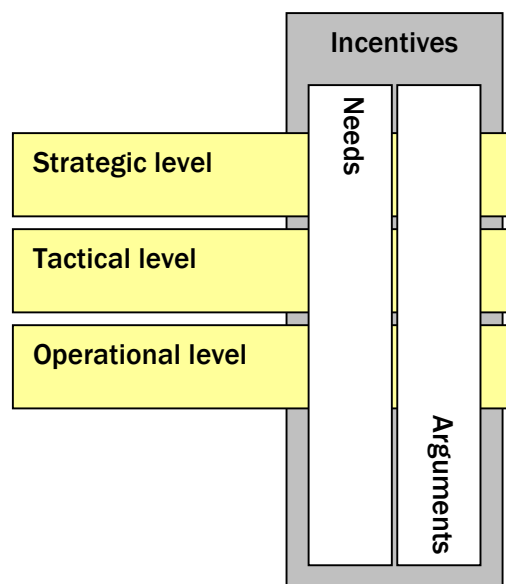 Incentives
Needs
Strategic level
Tactical level
Operational level
Arguments